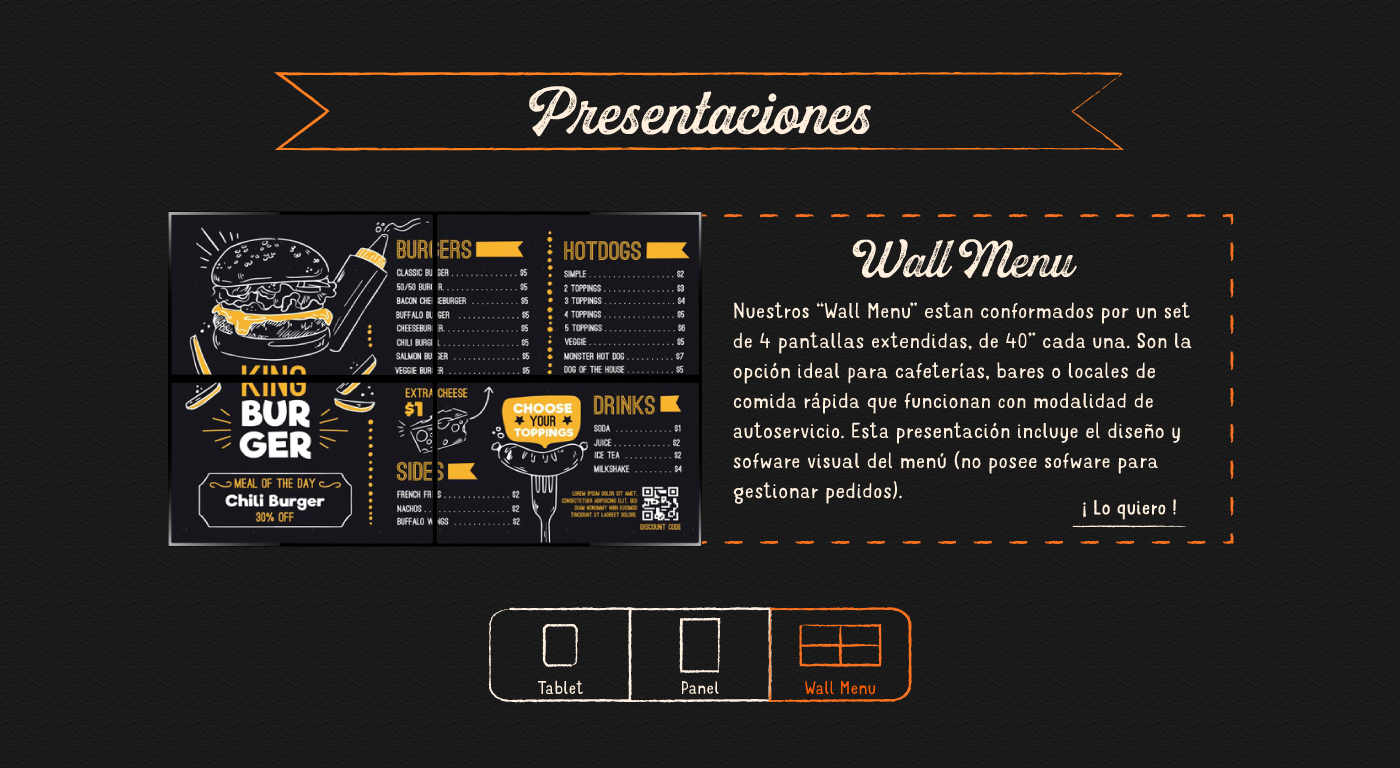 Presentaciones
BURGERS
CLASSIC BURGER . . . . . . . . . . . . . $5
50/50 BURGER. . . . . . . . . . . . . . $5
BACON CHEESEBURGER . . . . . . . . . $5
BUFFALO BURGER . . . . . . . . . . . . . $5
CHEESEBURGER. . . . . . . . . . . . . . $5
CHILI BURGER. . . . . . . . . . . . . . $5
SALMON BURGER . . . . . . . . . . . . . $5
VEGGIE BURGER . . . . . . . . . . . . . $5
HOTDOGS
SIMPLE . . . . . . . . . . . . . . . . $2
2 TOPPINGS . . . . . . . . . . . . . . $3
3 TOPPINGS . . . . . . . . . . . . . . $4
4 TOPPINGS . . . . . . . . . . . . . . $5
5 TOPPINGS . . . . . . . . . . . . . . $6
VEGGIE . . . . . . . . . . . . . . . . $5
MONSTER HOT DOG . . . . . . . . . . $7
DOG OF THE HOUSE . . . . . . . . . . $5
KING
BUR
GER
MEAL OF THE DAY
Chili Burger
30% OFF
EXTRA CHEESE
$1
SIDES
FRENCH FRIES . . . . . . . . . . . . . $2
NACHOS . . . . . . . . . . . . . . . . $2
BUFFALO WINGS . . . . . . . . . . . . $2
CHOOSE
YOUR
TOPPINGS
DRINKS
SODA . . . . . . . . . . . . . $1
JUICE . . . . . . . . . . . . $2
ICE TEA . . . . . . . . . . . $2
MILKSHAKE . . . . . . . . $4
LOREM IPSUM DOLOR SIT AMET,
CONSECTETUER ADIPISCING ELIT, SED
DIAM NONUMMY NIBH EUISMOD
TINCIDUNT UT LAOREET DOLORE.
DISCOUNT CODE
Wall Menu
Nuestros “Wall Menu” estan conformados por un set
de 4 pantallas extendidas, de 40” cada una. Son la
opción ideal para cafeterías, bares o locales de
comida rápida que funcionan con modalidad de
autoservicio. Esta presentación incluye el diseño y
sofware visual del menú (no posee sofware para
gestionar pedidos).
¡ Lo quiero !
Tablet
Panel
Wall Menu